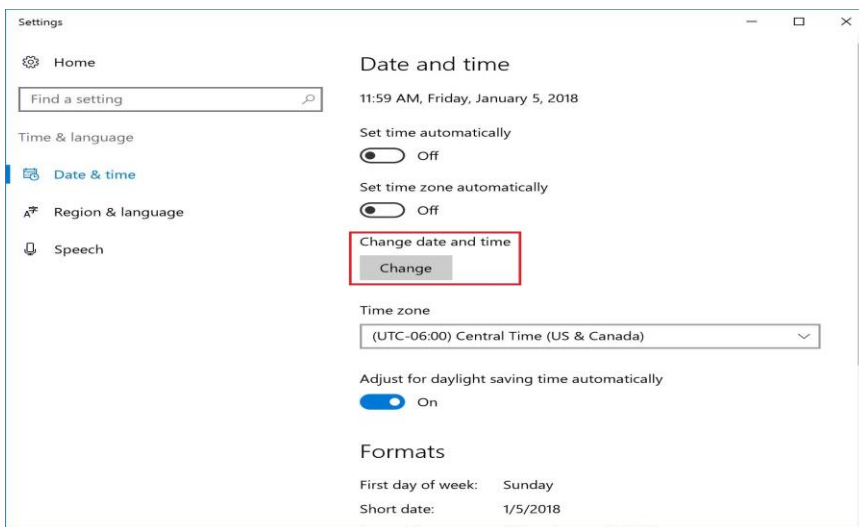 Settings
Home
Find a setting
Time & language
Date & time
Region & language
Speech
Date and time
11:59 AM, Friday, January 5, 2018
Set time automatically
Off
Set time zone automatically
Off
Change date and time
Change
Time zone
(UTC-06:00) Central Time (US & Canada)
Adjust for daylight saving time automatically
On
Formats
First day of week: Sunday
Short date: 1/5/2018